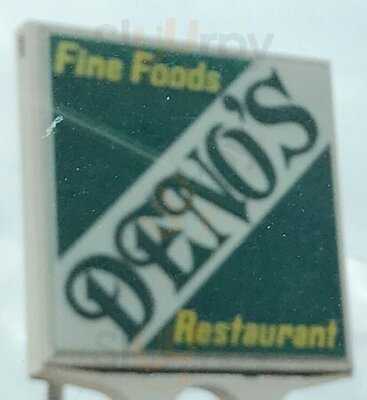 Fine Foods
DENO'S
Restaurant